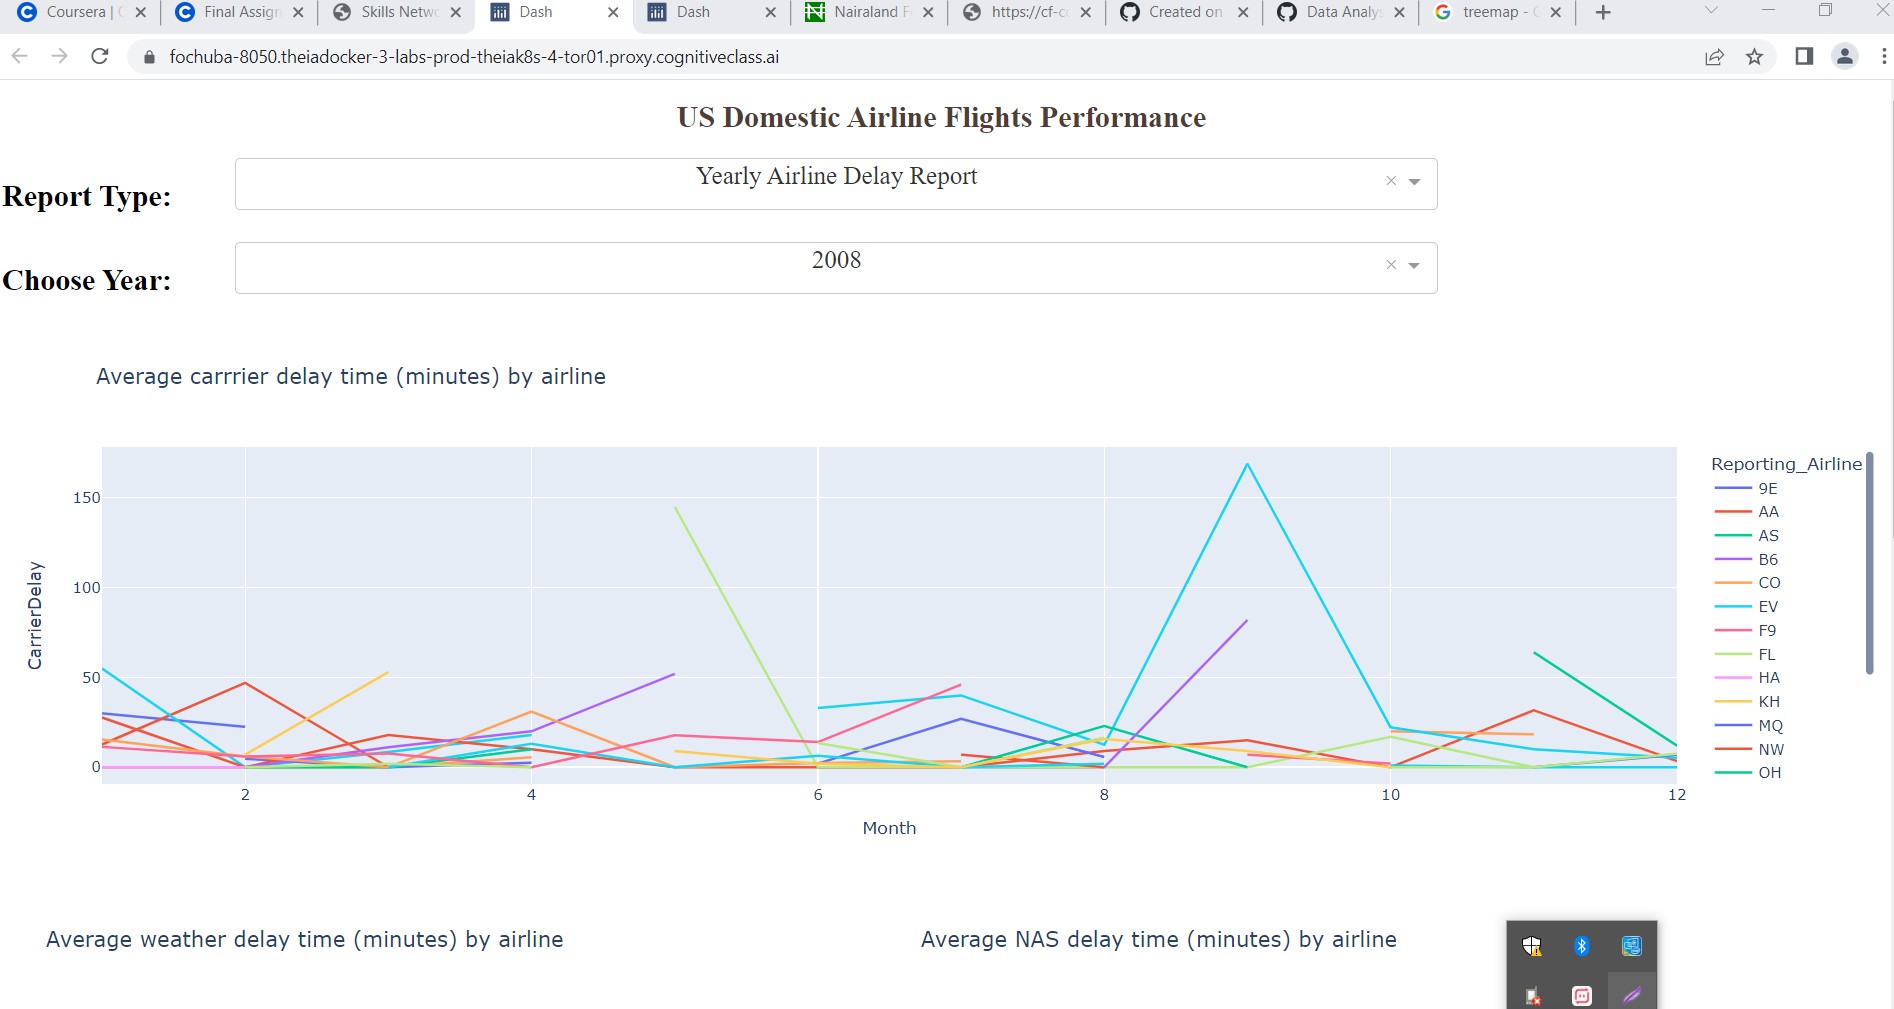 Coursera |
Final Assign
Skills Netwo
Dash
Dash
Nairaland F
https://cf-c
Created on
Data Analys
treemap -
fochuba-8050.theiadocker-3-labs-prod-theiak8s-4-tor01.proxy.cognitiveclass.ai
US Domestic Airline Flights Performance
Report Type:
Yearly Airline Delay Report
Choose Year:
2008
Average carrrier delay time (minutes) by airline
CarrierDelay
150
100
50
0
2
4
6
8
10
12
Month
Reporting_Airline
9E
AA
AS
B6
CO
EV
F9
FL
HA
KH
MQ
NW
OH
Average weather delay time (minutes) by airline
Average NAS delay time (minutes) by airline